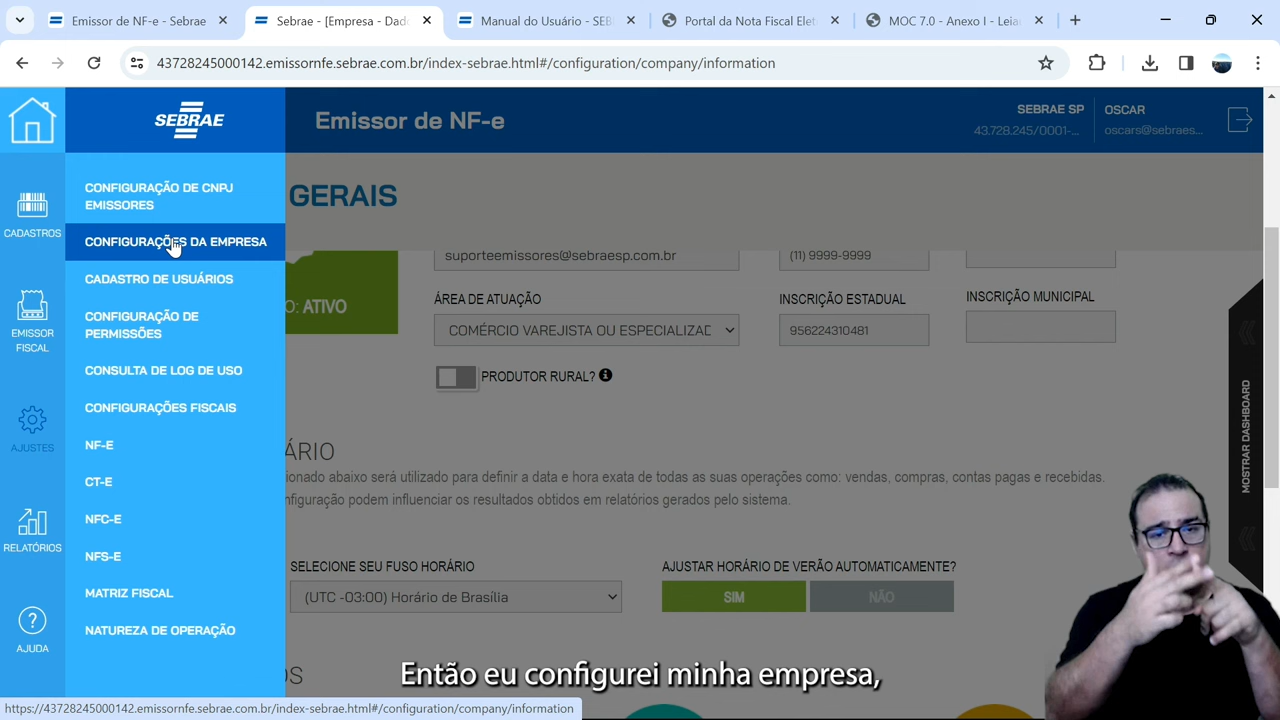 Emissor de NF-e - Sebrae
Sebrae - [Empresa - Dado
Manual do Usuário - SEB
Portal da Nota Fiscal Elet
MOC 7.0 - Anexo I - Leia
43728245000142.emissornfe.sebrae.com.br/index-sebrae.html#/configuration/company/information
SEBRAE
Emissor de NF-e
SEBRAE SP
43.728.245/0001-...
OSCAR
oscars@sebraes...
CADASTROS
EMISSOR
FISCAL
AJUSTES
RELATÓRIOS
AJUDA
CONFIGURAÇÃO DE CNPJ
EMISSORES
CONFIGURAÇÕES DA EMPRESA
CADASTRO DE USUÁRIOS
CONFIGURAÇÃO DE
PERMISSÕES
CONSULTA DE LOG DE USO
CONFIGURAÇÕES FISCAIS
NF-E
CT-E
NFC-E
NFS-E
MATRIZ FISCAL
NATUREZA DE OPERAÇÃO
GERAIS
O: ATIVO
suporteemissores@sebraesp.com.br
(11) 9999-9999
ÁREA DE ATUAÇÃO
INSCRIÇÃO ESTADUAL
INSCRIÇÃO MUNICIPAL
COMÉRCIO VAREJISTA OU ESPECIALIZAD
956224310481
PRODUTOR RURAL?
ÁRIO
cionado abaixo será utilizado para definir a data e hora exata de todas as suas operações como: vendas, compras, contas pagas e recebidas.
nfiguração podem influenciar os resultados obtidos em relatórios gerados pelo sistema.
SELECIONE SEU FUSO HORÁRIO
AJUSTAR HORÁRIO DE VERÃO AUTOMATICAMENTE?
(UTC -03:00) Horário de Brasília
SIM
NÃO
MOSTRAR DASHBOARD
OS
Então eu configurei minha empresa,
https://43728245000142.emissornfe.sebrae.com.br/index-sebrae.html#/configuration/company/information